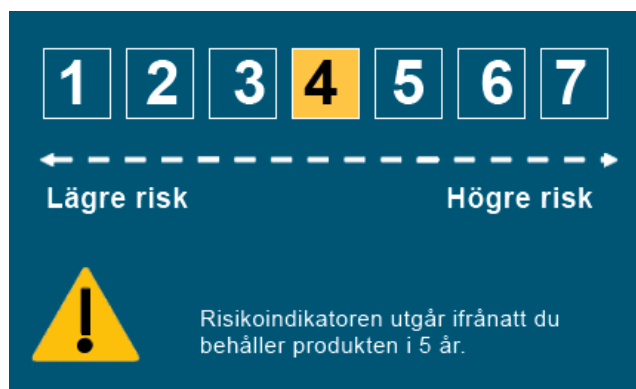 1 2 3 4 5 6 7
Lägre risk Högre risk
Risikoindikatoren utgår ifrånatt du
behåller produkten i 5 år.